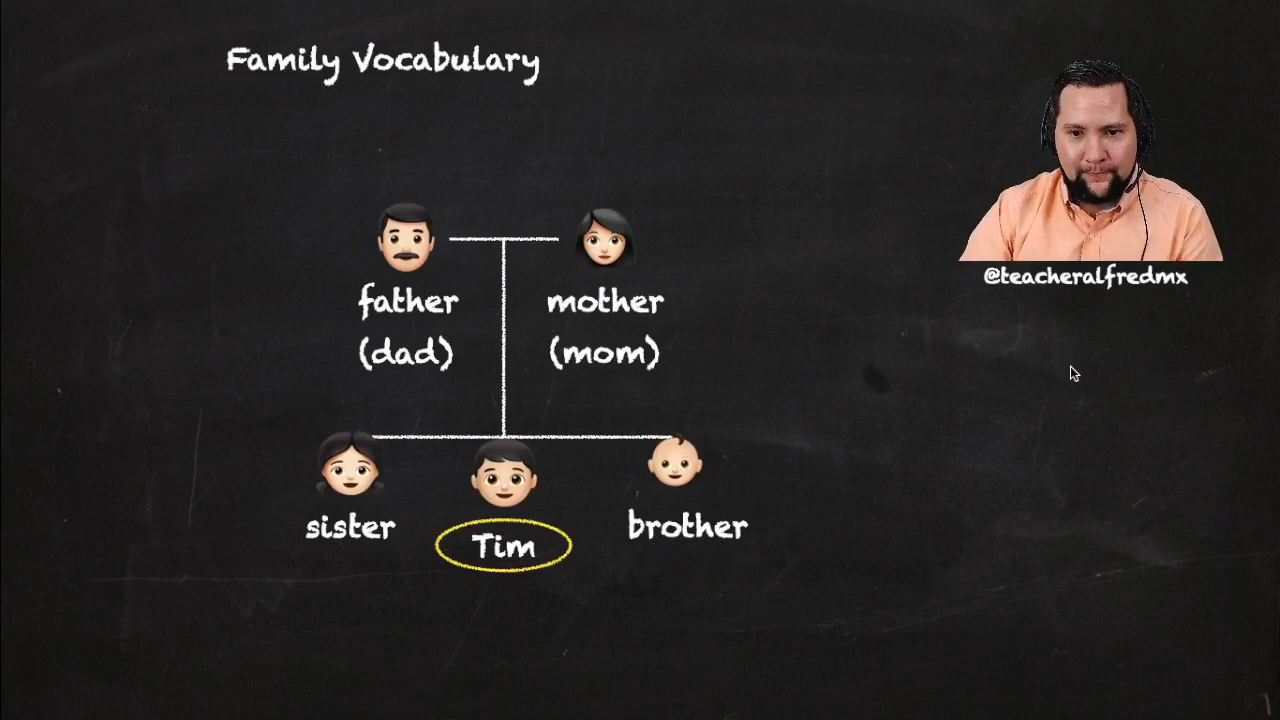 Family Vocabulary
@teacheralfredmx
father
mother
(dad)
(mom)
sister
Tim
brother